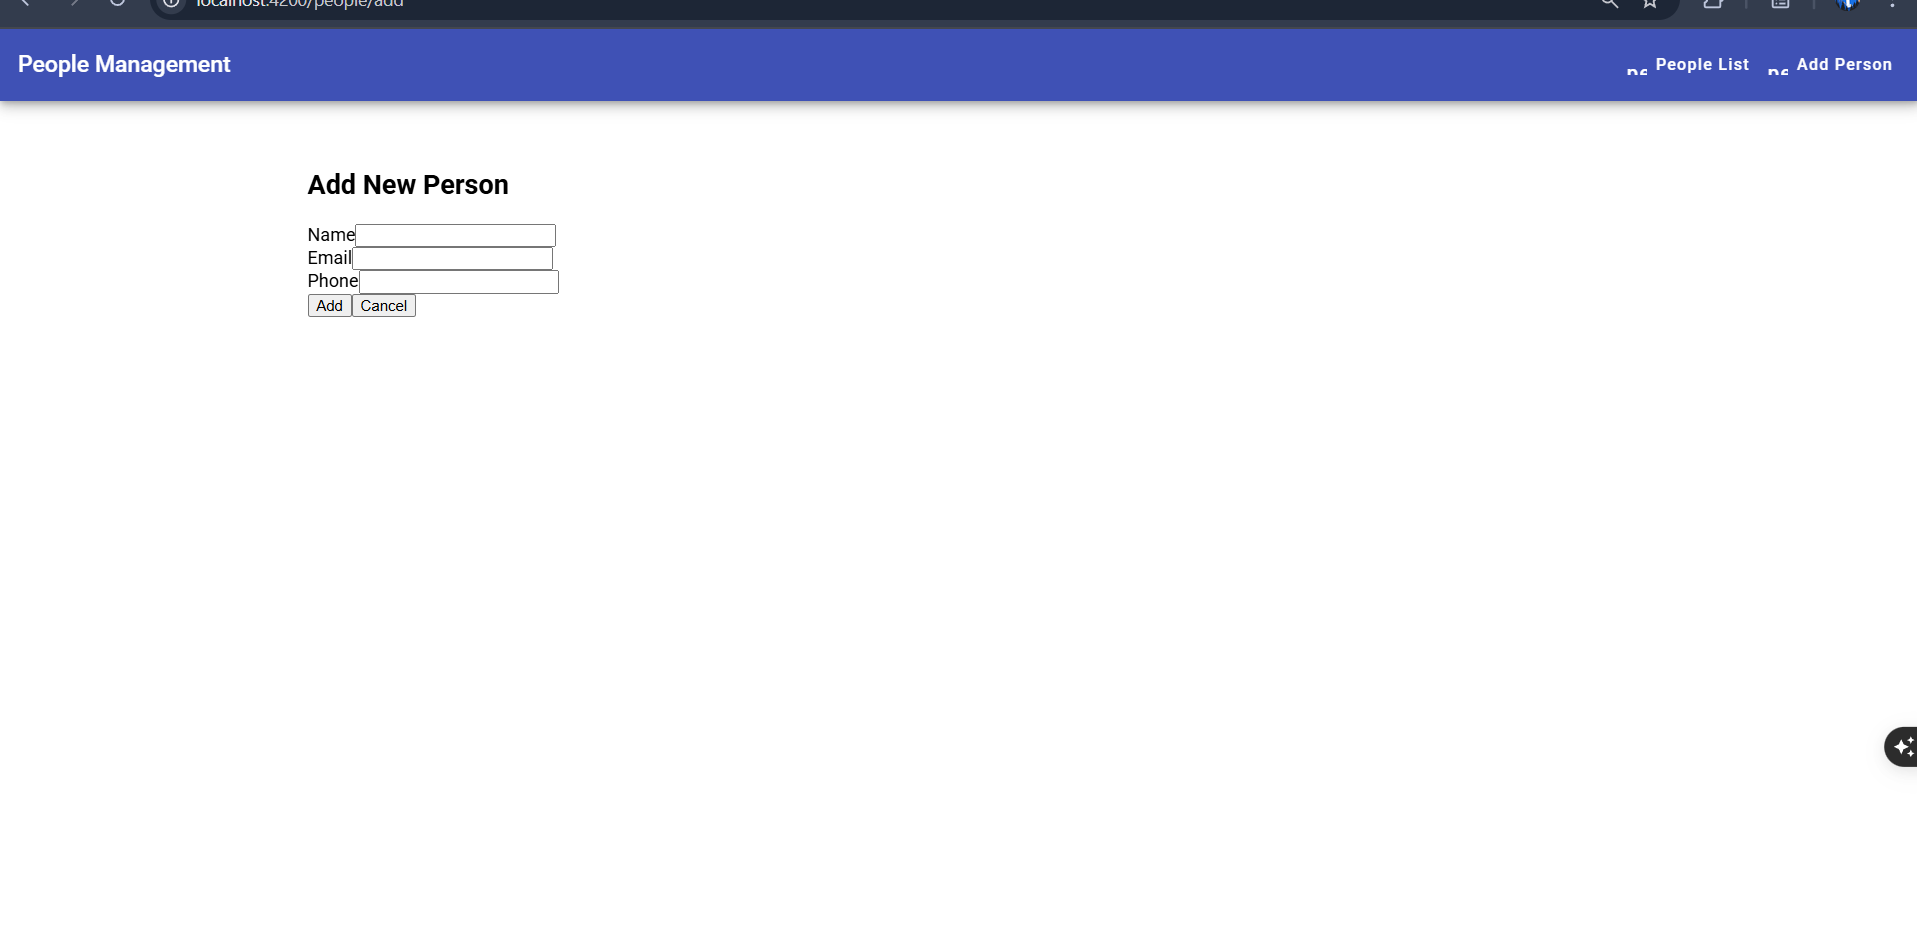 localhost:4200/people/add
People Management
People List
Add Person
Add New Person
Name
Email
Phone
Add
Cancel